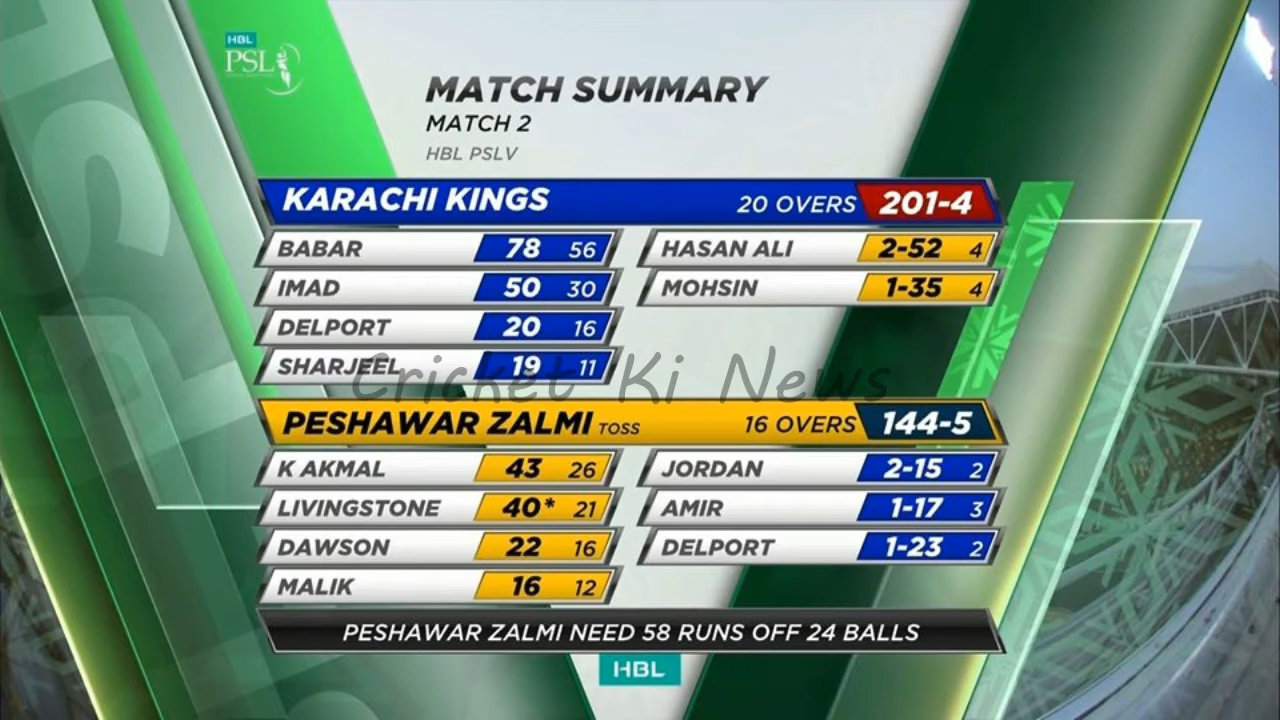 HBL
PSL
MATCH SUMMARY
MATCH 2
HBL PSLV
KARACHI KINGS 20 OVERS 201-4
BABAR 78 56 HASAN ALI 2-52 4
IMAD 50 30 MOHSIN 1-35 4
DELPORT 20 16
SHARJEEL 19 11
Cricket Ki News
PESHAWAR ZALMI TOSS 16 OVERS 144-5
K AKMAL 43 26 JORDAN 2-15 2
LIVINGSTONE 40* 21 AMIR 1-17 3
DAWSON 22 16 DELPORT 1-23 2
MALIK 16 12
PESHAWAR ZALMI NEED 58 RUNS OFF 24 BALLS
HBL